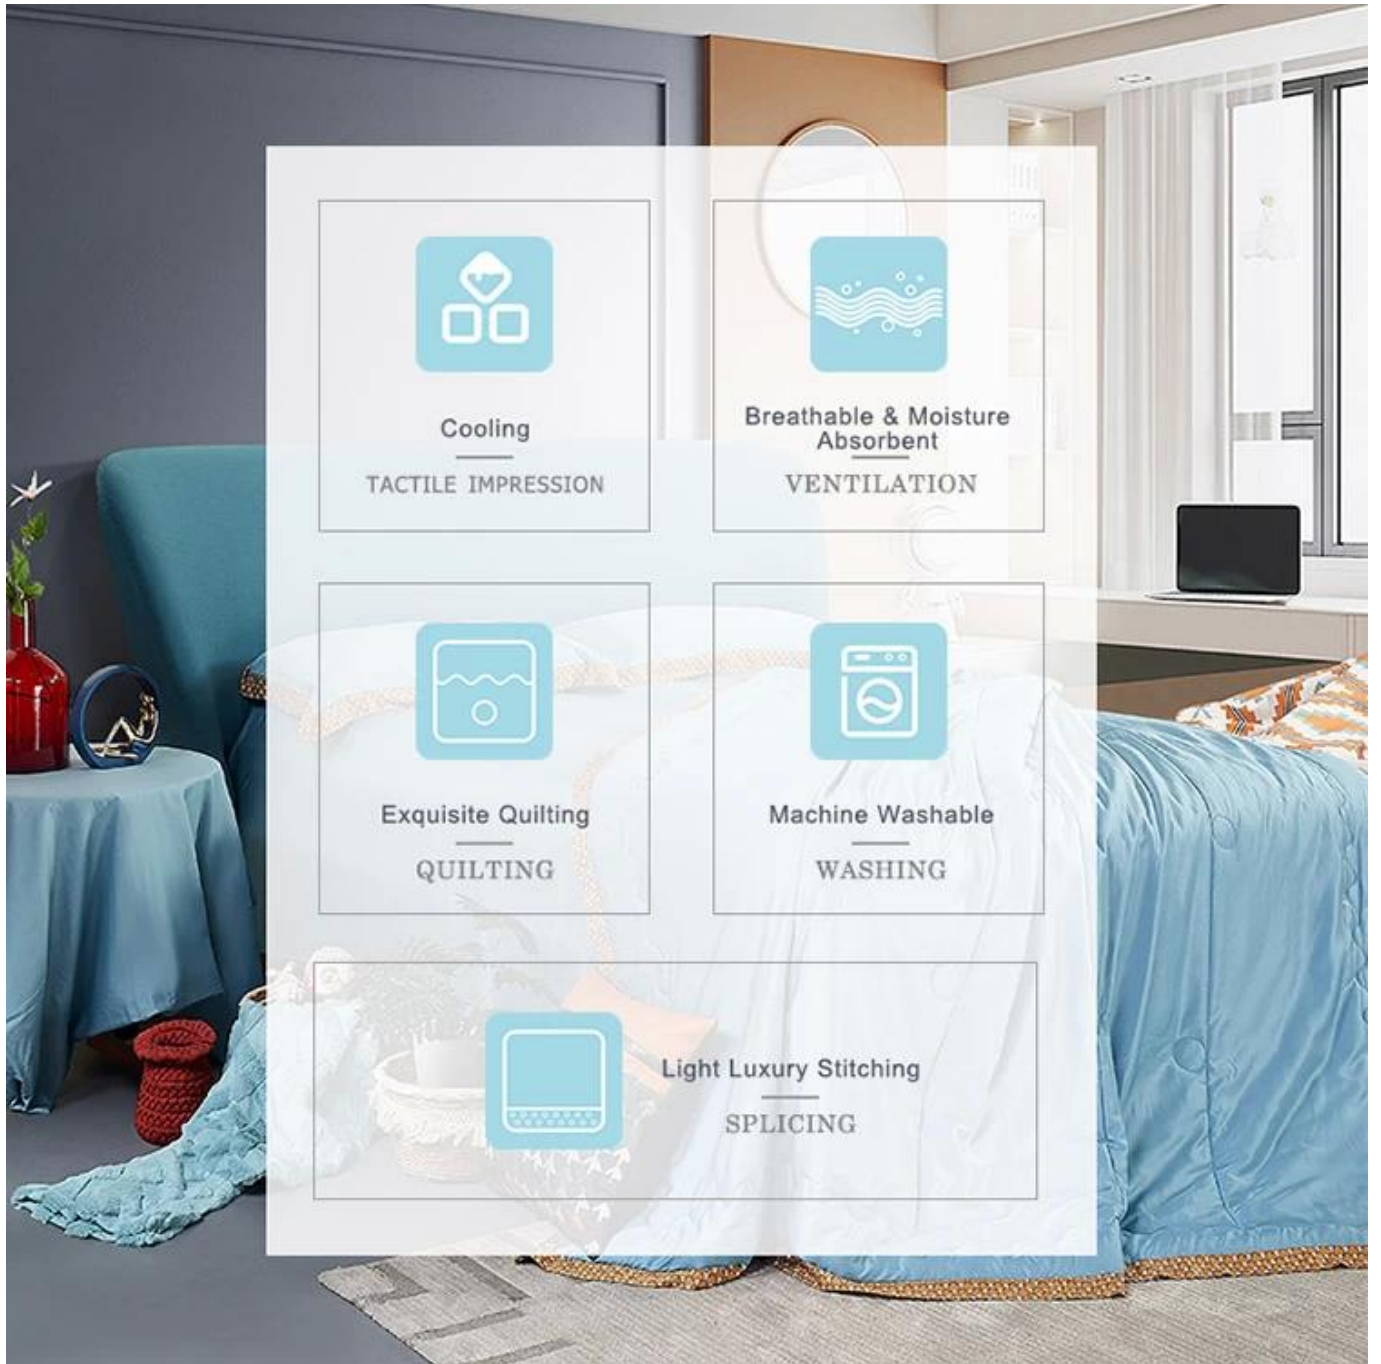 Cooling
TACTILE IMPRESSION
Breathable & Moisture
Absorbent
VENTILATION
Exquisite Quilting
QUILTING
Machine Washable
WASHING
Light Luxury Stitching
SPLICING